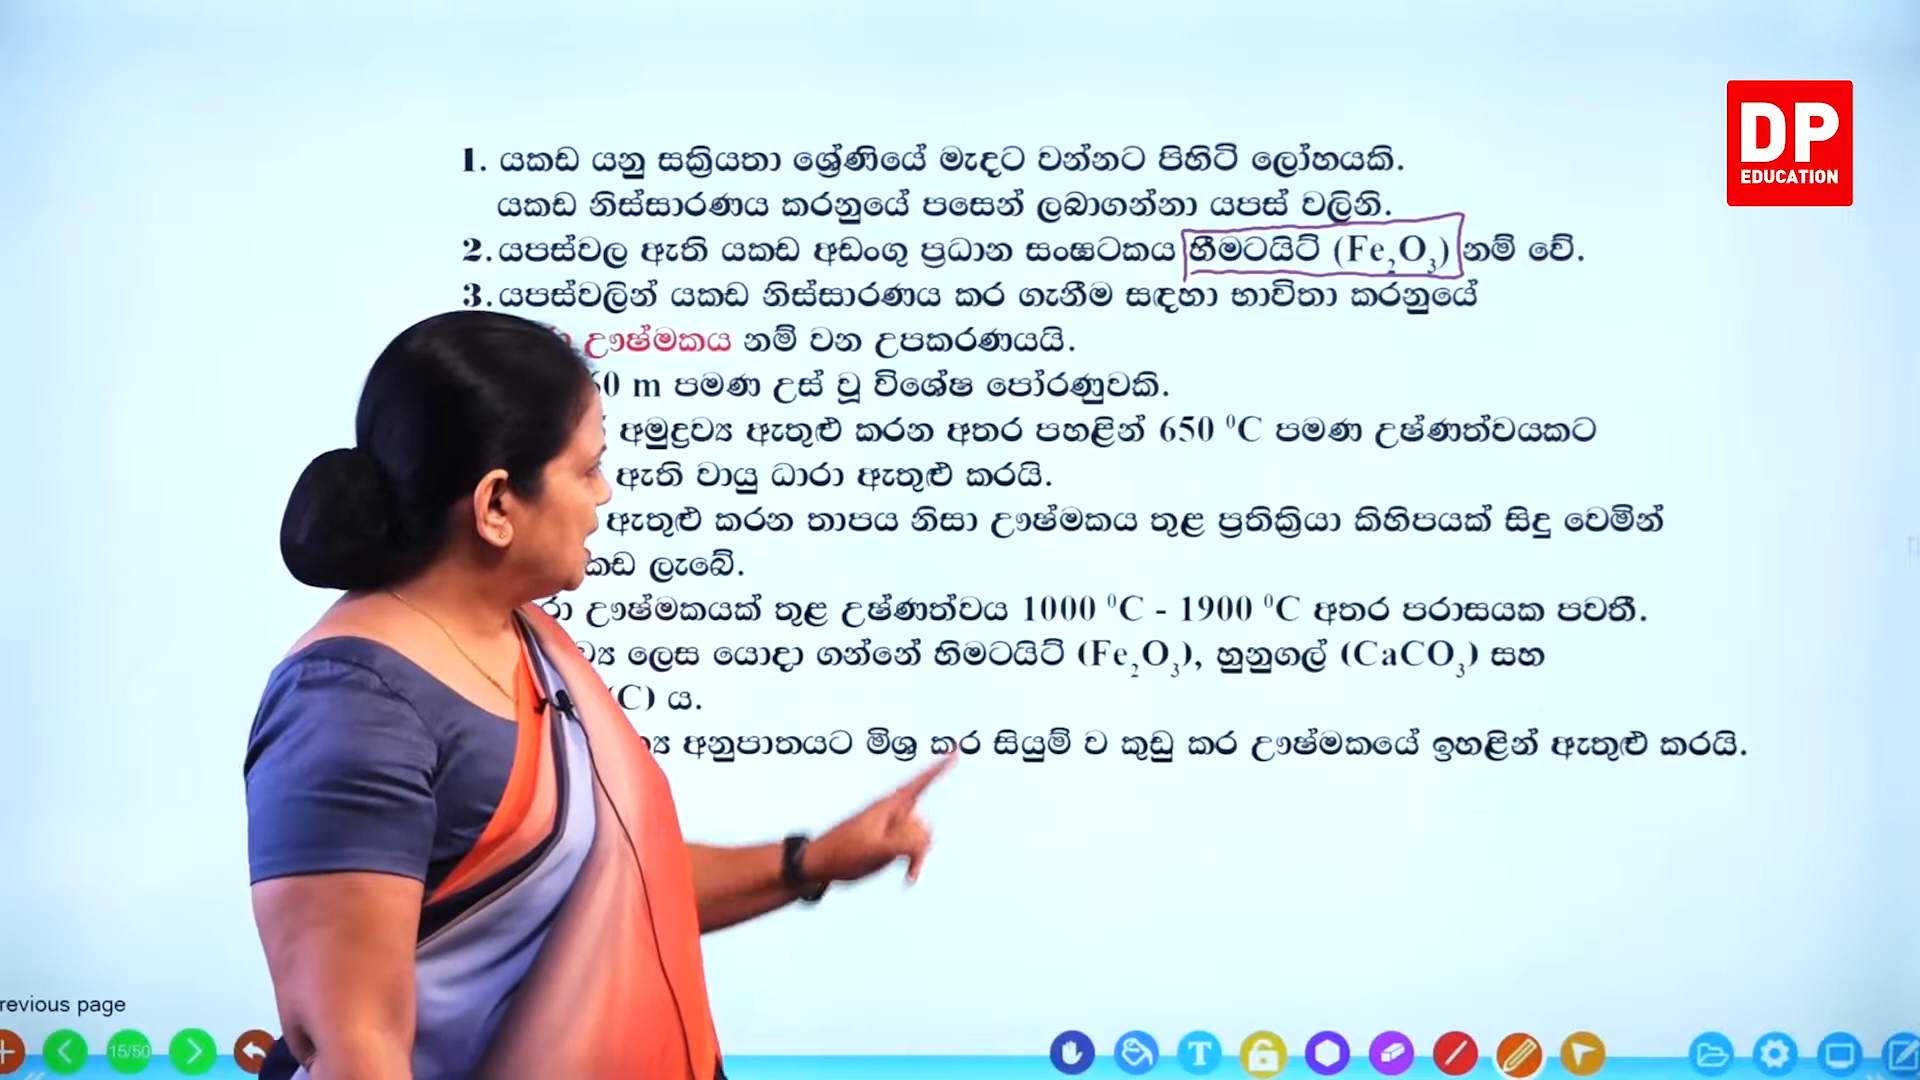 DP
EDUCATION
1. යකඩ යනු සක්‍රියතා ශ්‍රේණියේ මැදට වන්නට පිහිටි ලෝහයකි.
යකඩ නිස්සාරණය කරනුයේ පසෙන් ලබාගන්නා යපස් වලිනි.
2. යපස්වල ඇති යකඩ අඩංගු ප්‍රධාන සංඝටකය හීමටයිට් (Fe₂O₃) නම් වේ.
3. යපස්වලින් යකඩ නිස්සාරණය කර ගැනීම සඳහා භාවිතා කරනුයේ
ඌෂ්මකය නම් වන උපකරණයයි.
60 m පමණ උස් වූ විශේෂ පෝරණුවකි.
අමුද්‍රව්‍ය ඇතුළු කරන අතර පහළින් 650 ⁰C පමණ උෂ්ණත්වයකට
ඇති වායු ධාරා ඇතුළු කරයි.
ඇතුළු කරන තාපය නිසා ඌෂ්මකය තුළ ප්‍රතික්‍රියා කිහිපයක් සිදු වෙමින්
ලැබේ.
ඌෂ්මකයක් තුළ උෂ්ණත්වය 1000 ⁰C - 1900 ⁰C අතර පරාසයක පවතී.
ලෙස යොදා ගන්නේ හිමටයිට් (Fe₂O₃), හුනුගල් (CaCO₃) සහ
(C) ය.
අනුපාතයට මිශ්‍ර කර සියුම් ව කුඩු කර ඌෂ්මකයේ ඉහළින් ඇතුළු කරයි.
revious page
15/50